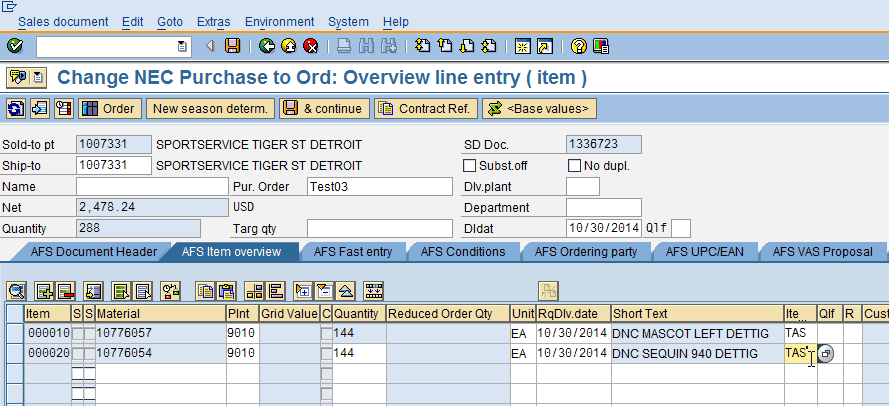 Sales document Edit Goto Extras Environment System Help
Change NEC Purchase to Ord: Overview line entry ( item )
Order New season determ. & continue Contract Ref. <Base values>
Sold-to pt 1007331 SPORTSERVICE TIGER ST DETROIT SD Doc. 1336723
Ship-to 1007331 SPORTSERVICE TIGER ST DETROIT Subst.off No dupl.
Name Pur. Order Test03 Dlv.plant
Net 2,478.24 USD Department
Quantity 288 Targ qty Dldat 10/30/2014 Qlf
AFS Document Header AFS Item overview AFS Fast entry AFS Conditions AFS Ordering party AFS UPC/EAN AFS VAS Proposal
Item S S Material Plnt Grid Value C Quantity Reduced Order Qty Unit RqDlv.date Short Text Ite... Qlf R Cust
000010 10776057 9010 144 EA 10/30/2014 DNC MASCOT LEFT DETTIG TAS
000020 10776054 9010 144 EA 10/30/2014 DNC SEQUIN 940 DETTIG TAS